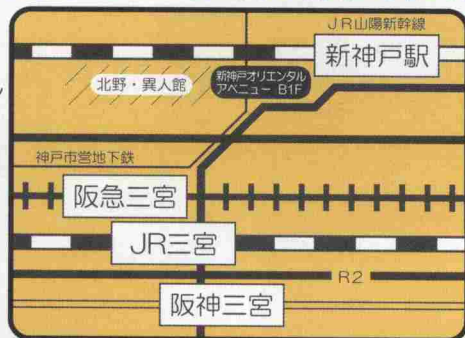 JR山陽新幹線
新神戸駅
新神戸オリエンタル
アベニュー B1F
北野・異人館
神戸市営地下鉄
阪急三宮
JR三宮
R2
阪神三宮